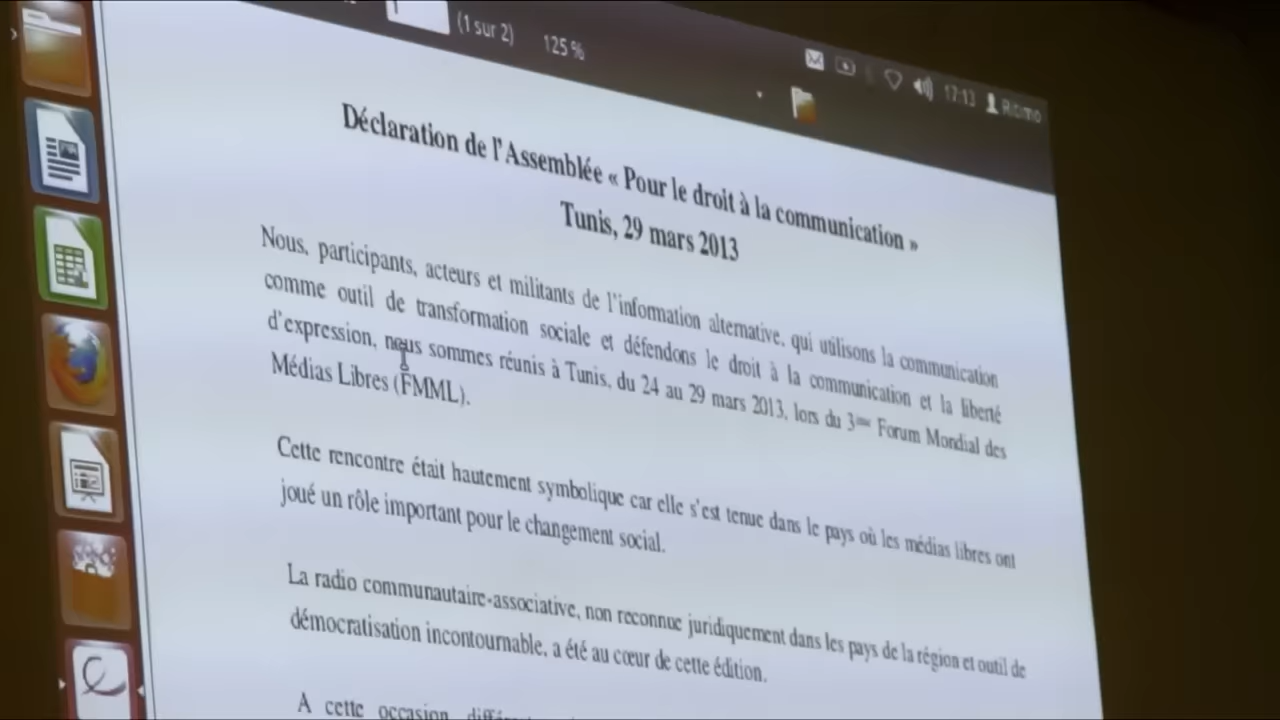 1
(1 sur 2)
125 %
17:13
Ritimo
Déclaration de l'Assemblée « Pour le droit à la communication »
Tunis, 29 mars 2013
Nous, participants, acteurs et militants de l'information alternative, qui utilisons la communication
comme outil de transformation sociale et défendons le droit à la communication et la liberté
d'expression, nous sommes réunis à Tunis, du 24 au 29 mars 2013, lors du 3ème Forum Mondial des
Médias Libres (FMML).
Cette rencontre était hautement symbolique car elle s'est tenue dans le pays où les médias libres ont
joué un rôle important pour le changement social.
La radio communautaire-associative, non reconnue juridiquement dans les pays de la région et outil de
démocratisation incontournable, a été au cœur de cette édition.
A cette occasion